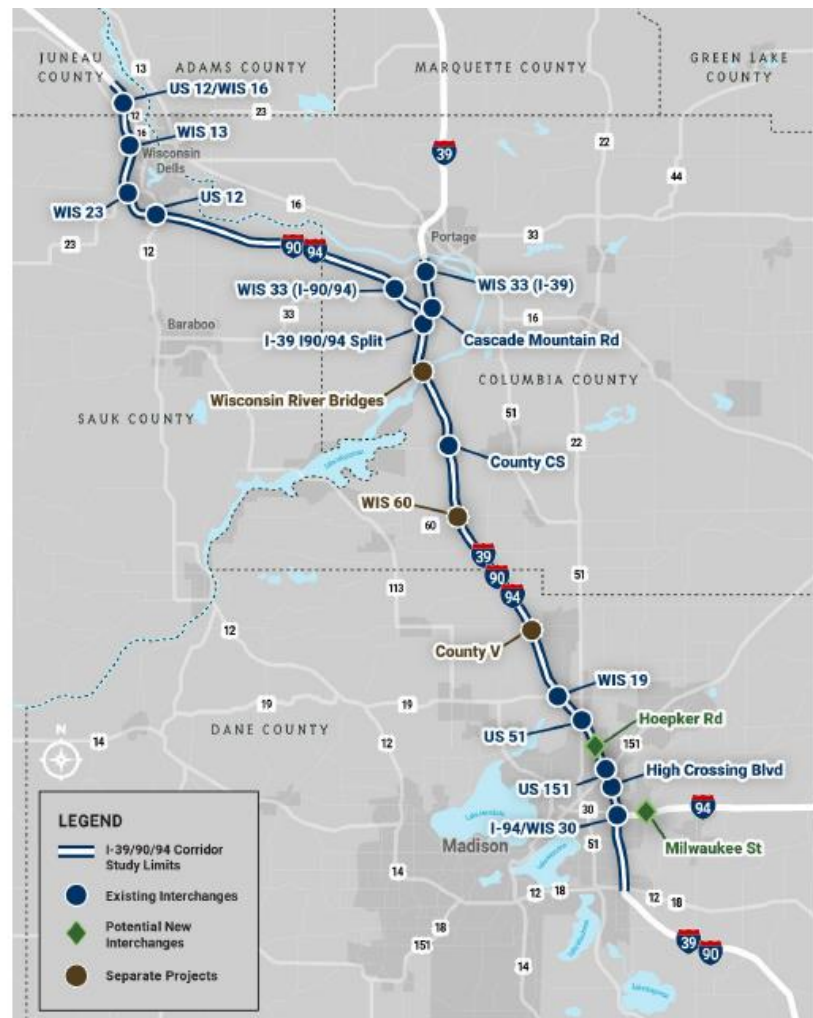 JUNEAU
COUNTY
13
ADAMS COUNTY
MARQUETTE COUNTY
GREEN LAKE
COUNTY
US 12/WIS 16
12
23
16
WIS 13
Wisconsin
Dells
39
22
44
WIS 23
US 12
16
23
12
90
94
Portage
33
WIS 33 (I-90/94)
WIS 33 (I-39)
Baraboo
33
I-39 I90/94 Split
16
Cascade Mountain Rd
Wisconsin River Bridges
COLUMBIA COUNTY
SAUK COUNTY
51
22
County CS
WIS 60
60
39
90
94
51
113
12
County V
WIS 19
19
19
DANE COUNTY
US 51
Hoepker Rd
N
14
12
151
US 151
High Crossing Blvd
30
94
I-94/WIS 30
Madison
51
Milwaukee St
14
12
18
12
18
18
151
14
39
90
LEGEND
I-39/90/94 Corridor
Study Limits
Existing Interchanges
Potential New
Interchanges
Separate Projects